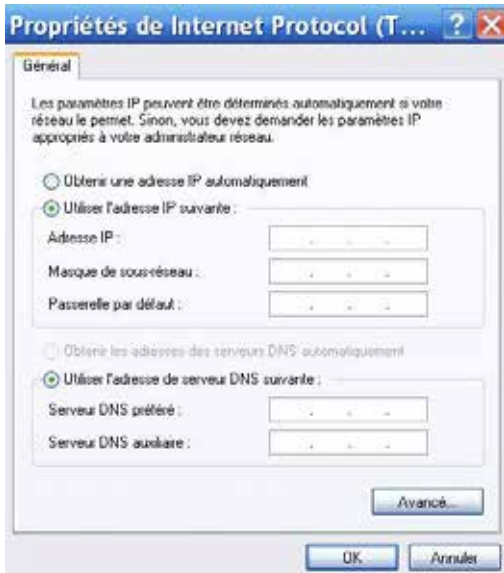 Propriétés de Internet Protocol (T...
Général
Les paramètres IP peuvent être déterminés automatiquement si votre
réseau le permet. Sinon, vous devez demander les paramètres IP
appropriés à votre administrateur réseau.
Obtenir une adresse IP automatiquement
Utiliser l'adresse IP suivante :
Adresse IP :
Masque de sous-réseau :
Passerelle par défaut :
Obtenir les adresses des serveurs DNS automatiquement
Utiliser l'adresse de serveur DNS suivante :
Serveur DNS préféré :
Serveur DNS auxiliaire :
Avancé...
OK Annuler